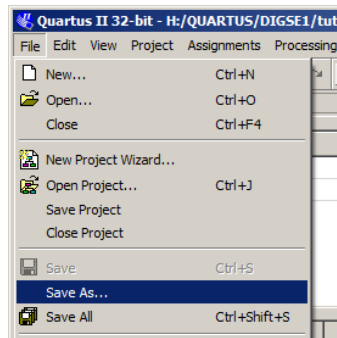 Quartus II 32-bit - H:/QUARTUS/DIGSE1/tut
File Edit View Project Assignments Processing
New... Ctrl+N
Open... Ctrl+O
Close Ctrl+F4
New Project Wizard...
Open Project... Ctrl+J
Save Project
Close Project
Save Ctrl+S
Save As...
Save All Ctrl+Shift+S